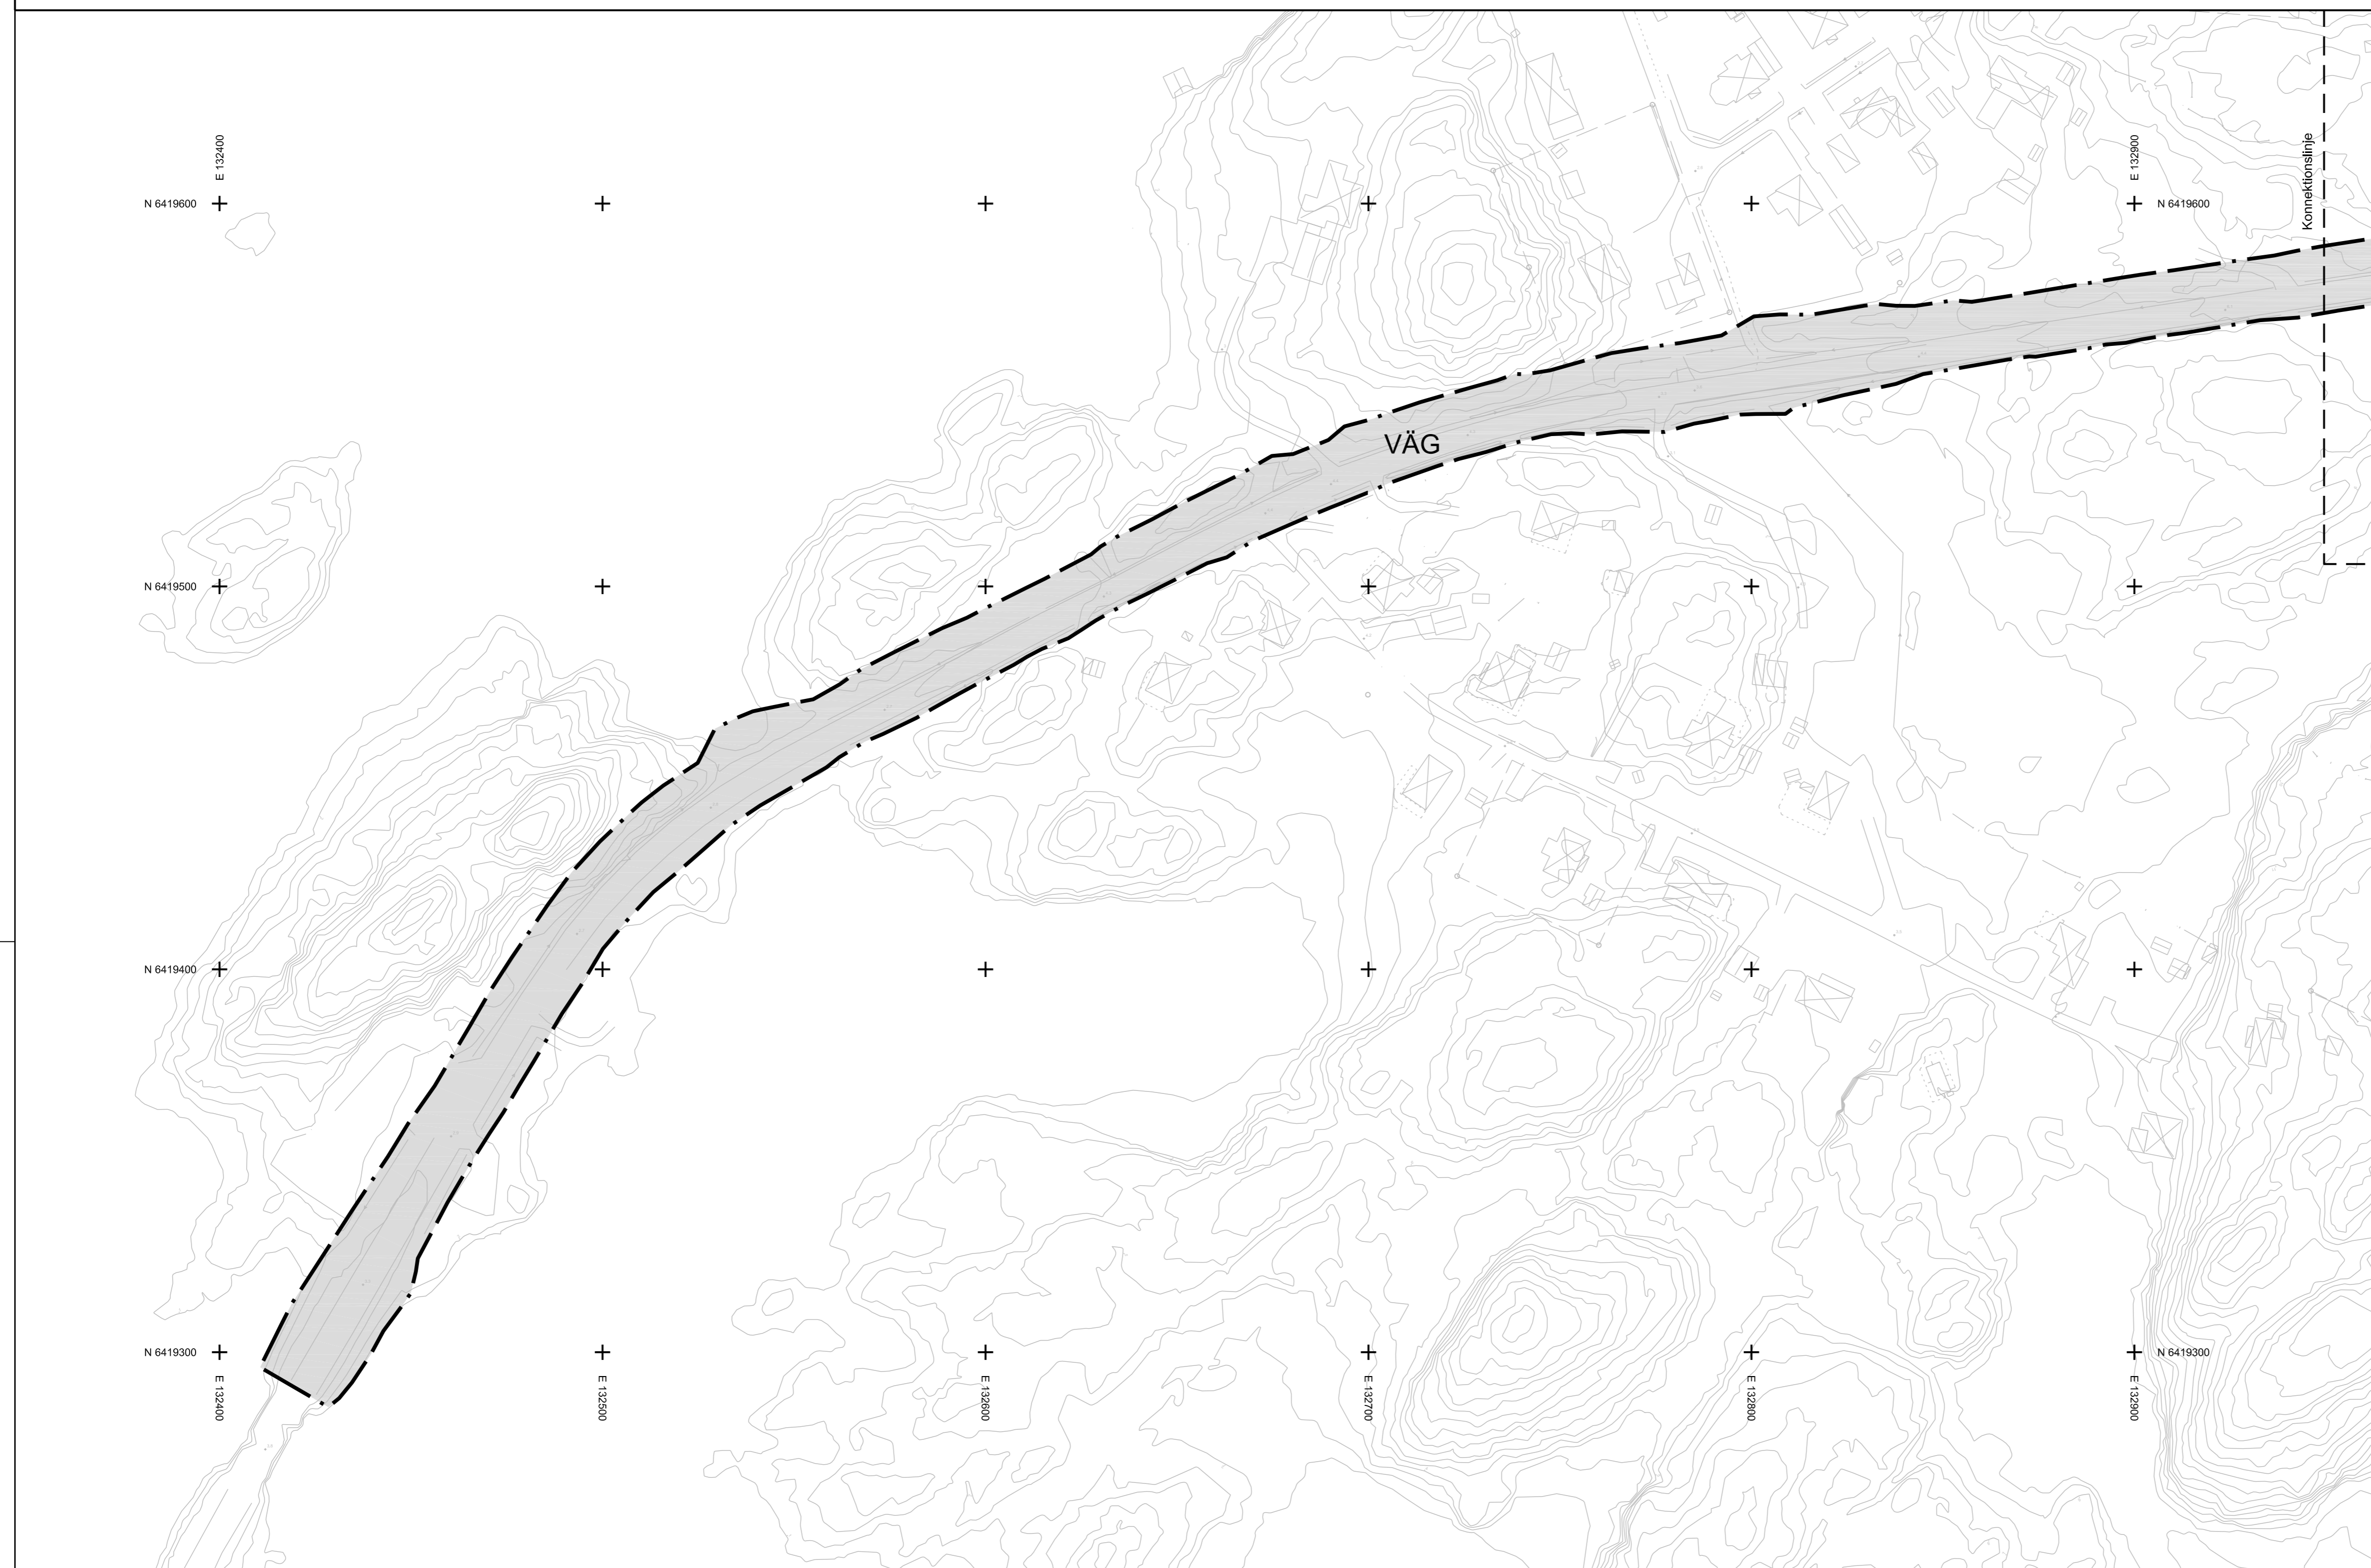 E 132400
E 132900
Konnektionslinje
N 6419600
N 6419600
VÄG
N 6419500
N 6419400
N 6419300
N 6419300
E 132400
E 132500
E 132600
E 132700
E 132800
E 132900